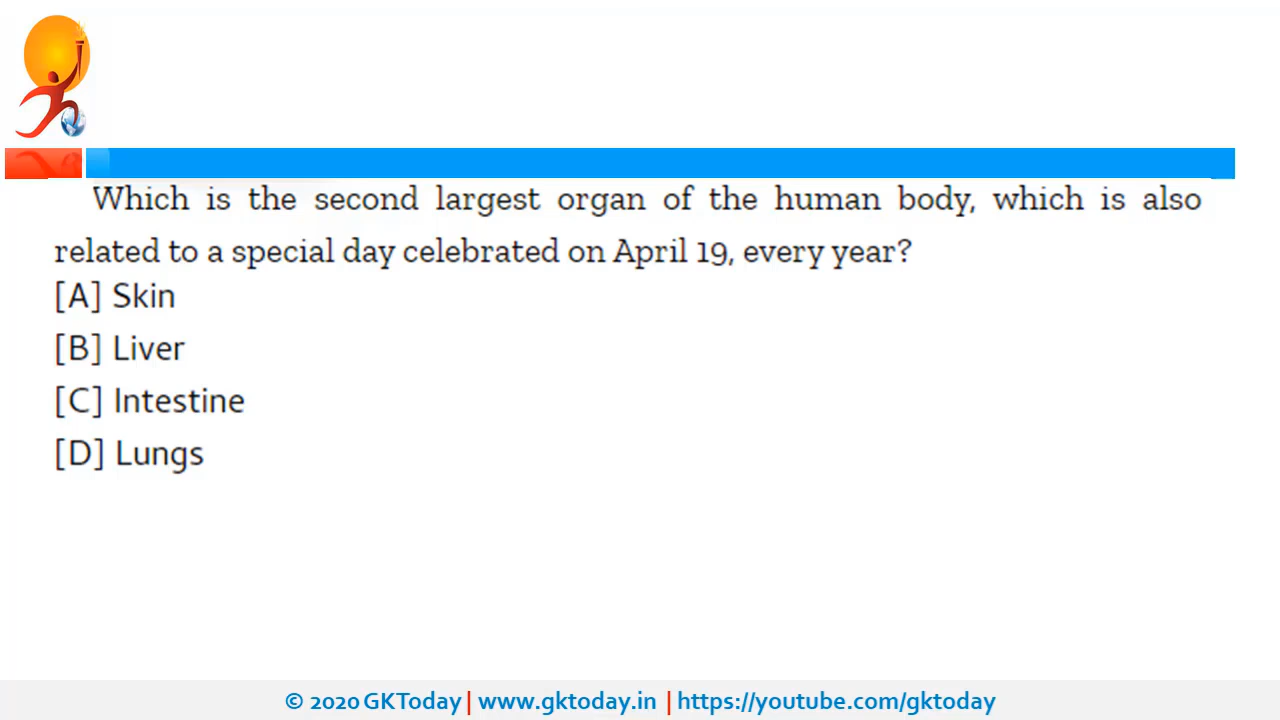 Which is the second largest organ of the human body, which is also
related to a special day celebrated on April 19, every year?
[A] Skin
[B] Liver
[C] Intestine
[D] Lungs
© 2020 GKToday | www.gktoday.in | https://youtube.com/gktoday